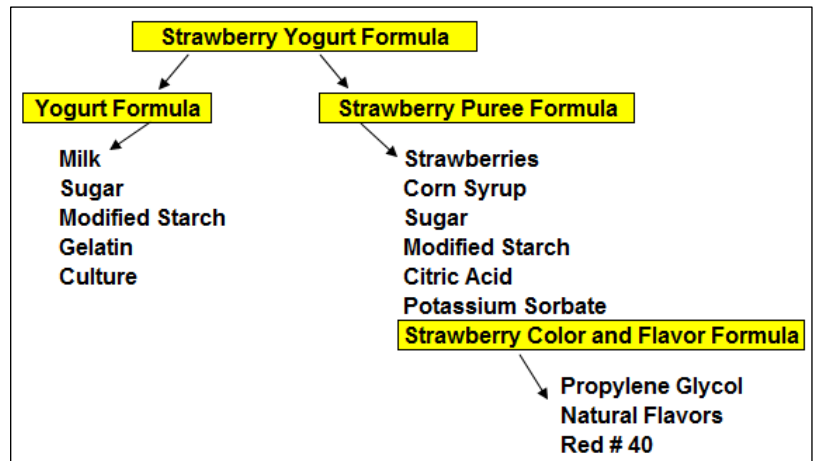 Strawberry Yogurt Formula
Yogurt Formula
Strawberry Puree Formula
Milk
Sugar
Modified Starch
Gelatin
Culture
Strawberries
Corn Syrup
Sugar
Modified Starch
Citric Acid
Potassium Sorbate
Strawberry Color and Flavor Formula
Propylene Glycol
Natural Flavors
Red # 40